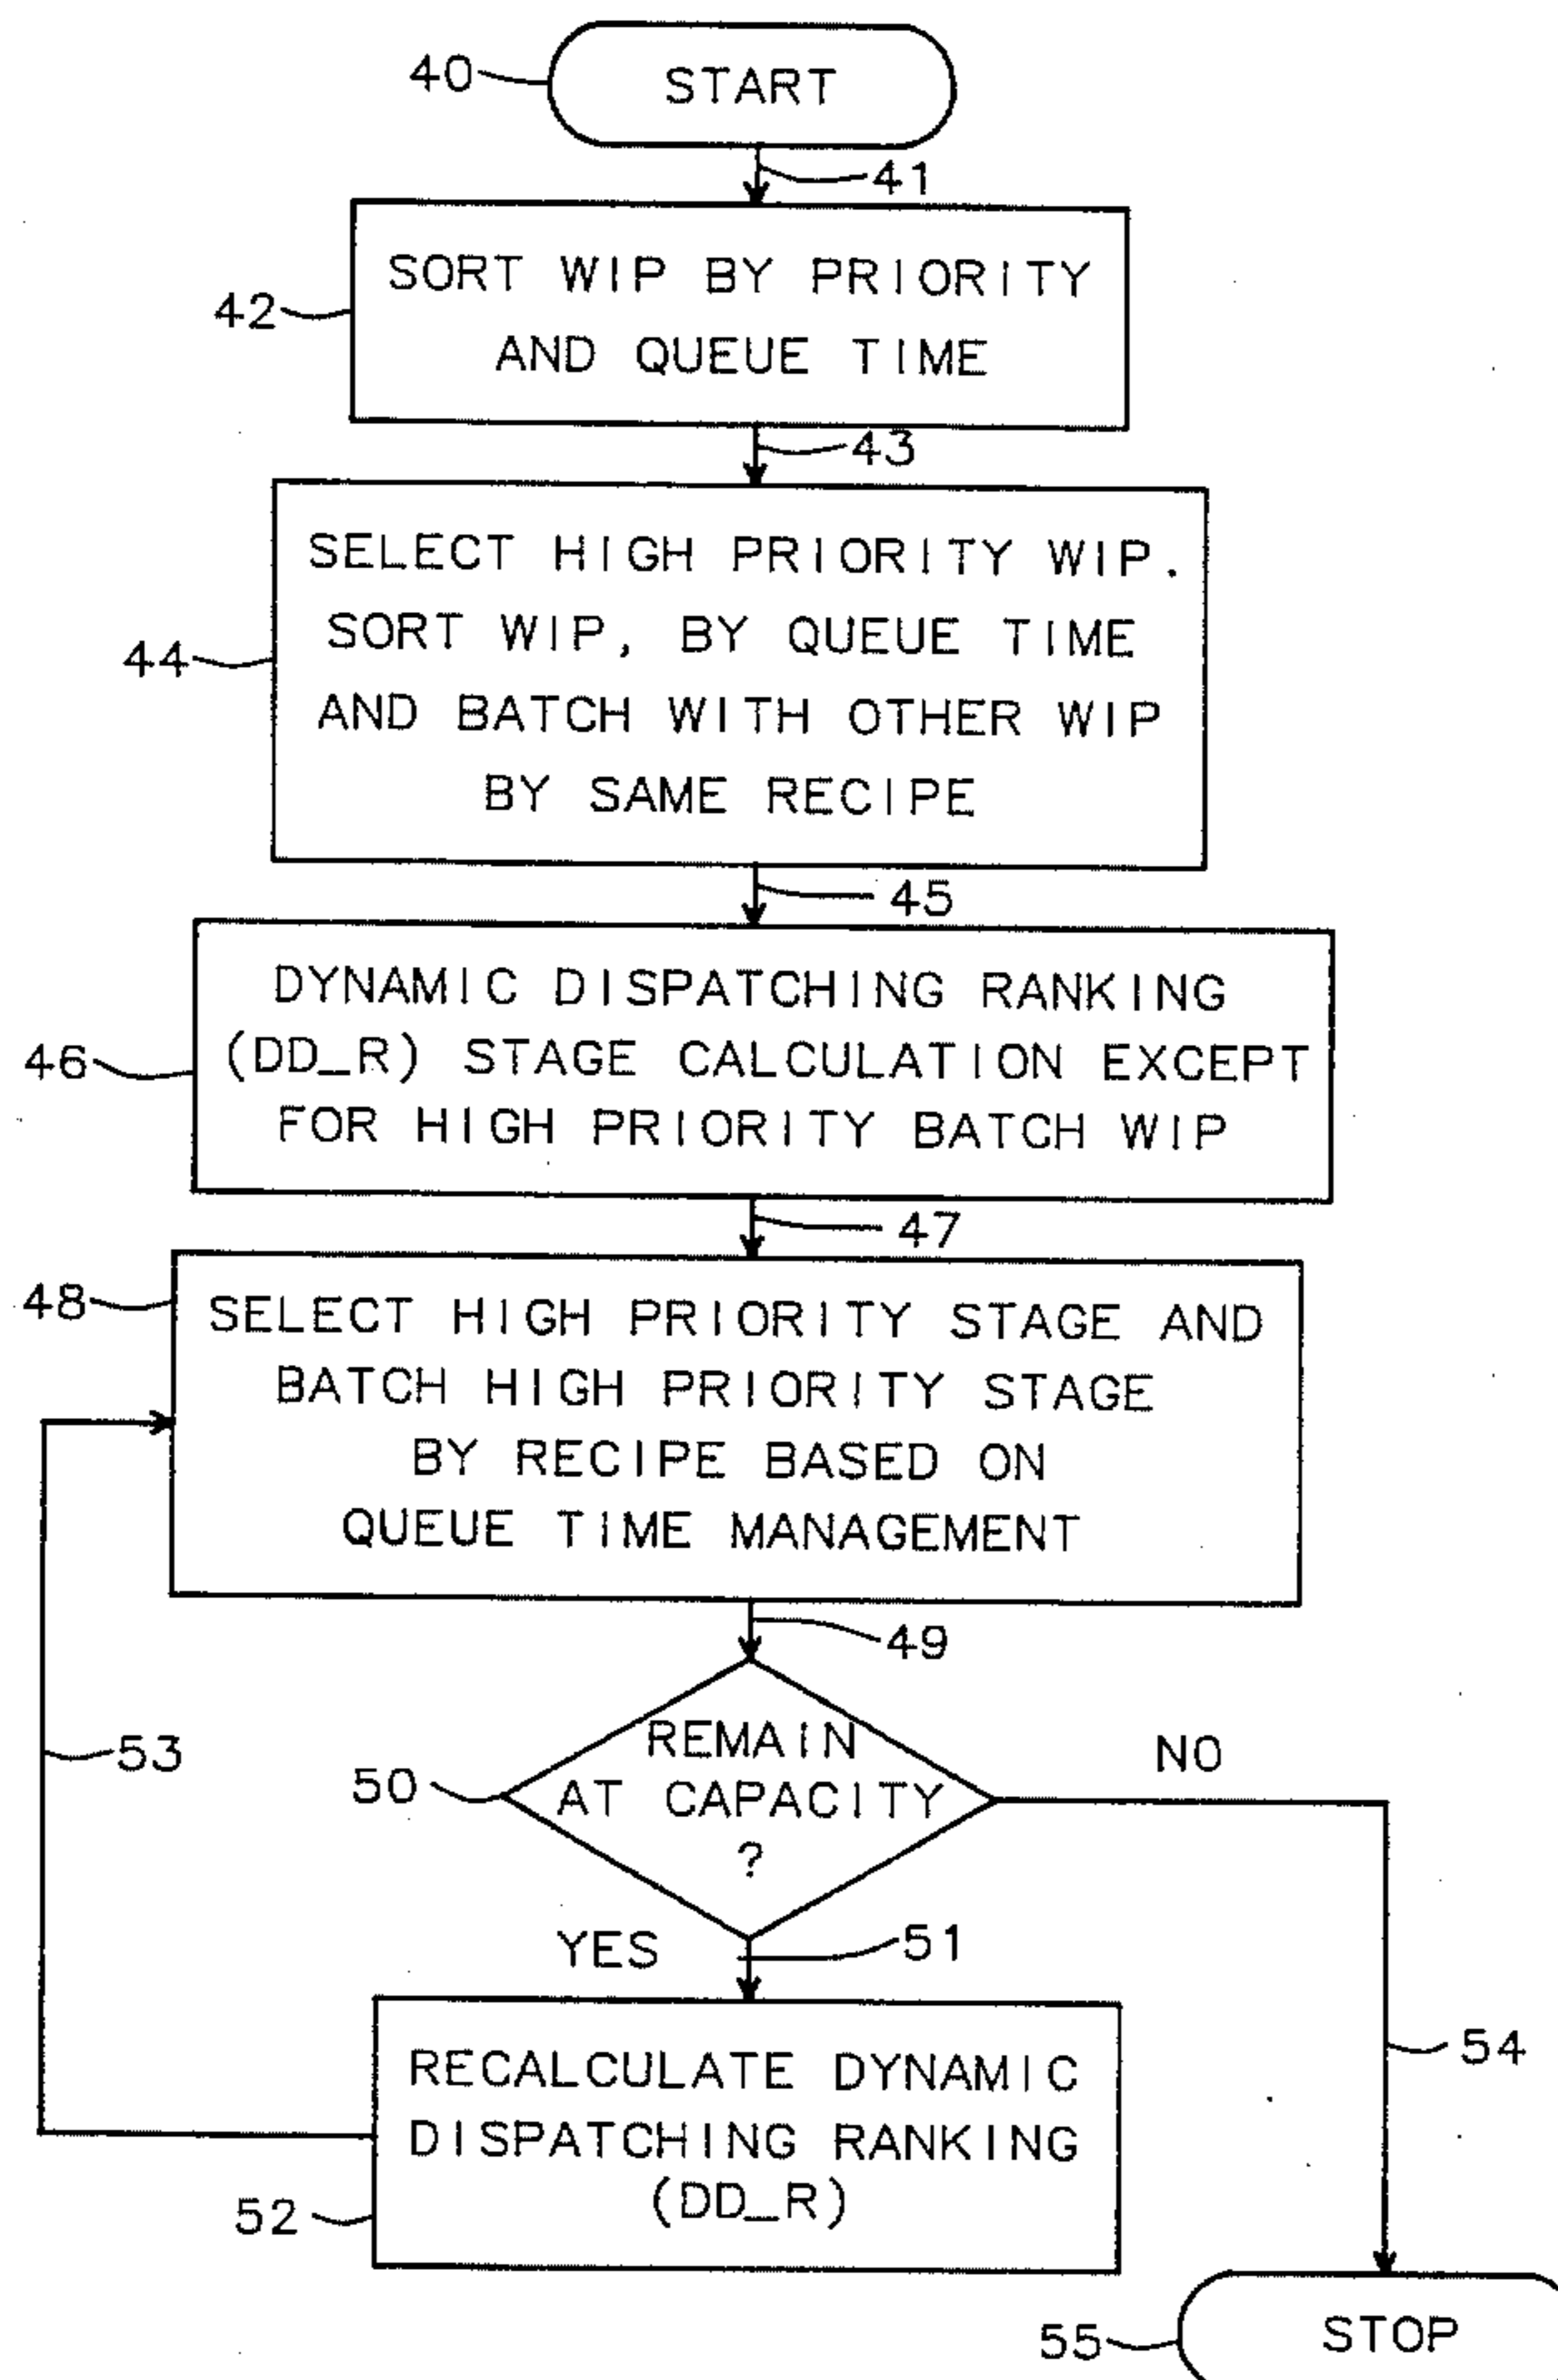 40
START
41
42
SORT WIP BY PRIORITY
AND QUEUE TIME
43
44
SELECT HIGH PRIORITY WIP.
SORT WIP, BY QUEUE TIME
AND BATCH WITH OTHER WIP
BY SAME RECIPE
45
46
DYNAMIC DISPATCHING RANKING
(DD_R) STAGE CALCULATION EXCEPT
FOR HIGH PRIORITY BATCH WIP
47
48
SELECT HIGH PRIORITY STAGE AND
BATCH HIGH PRIORITY STAGE
BY RECIPE BASED ON
QUEUE TIME MANAGEMENT
49
50
REMAIN
AT CAPACITY
?
NO
53
YES
51
52
RECALCULATE DYNAMIC
DISPATCHING RANKING
(DD_R)
54
55
STOP